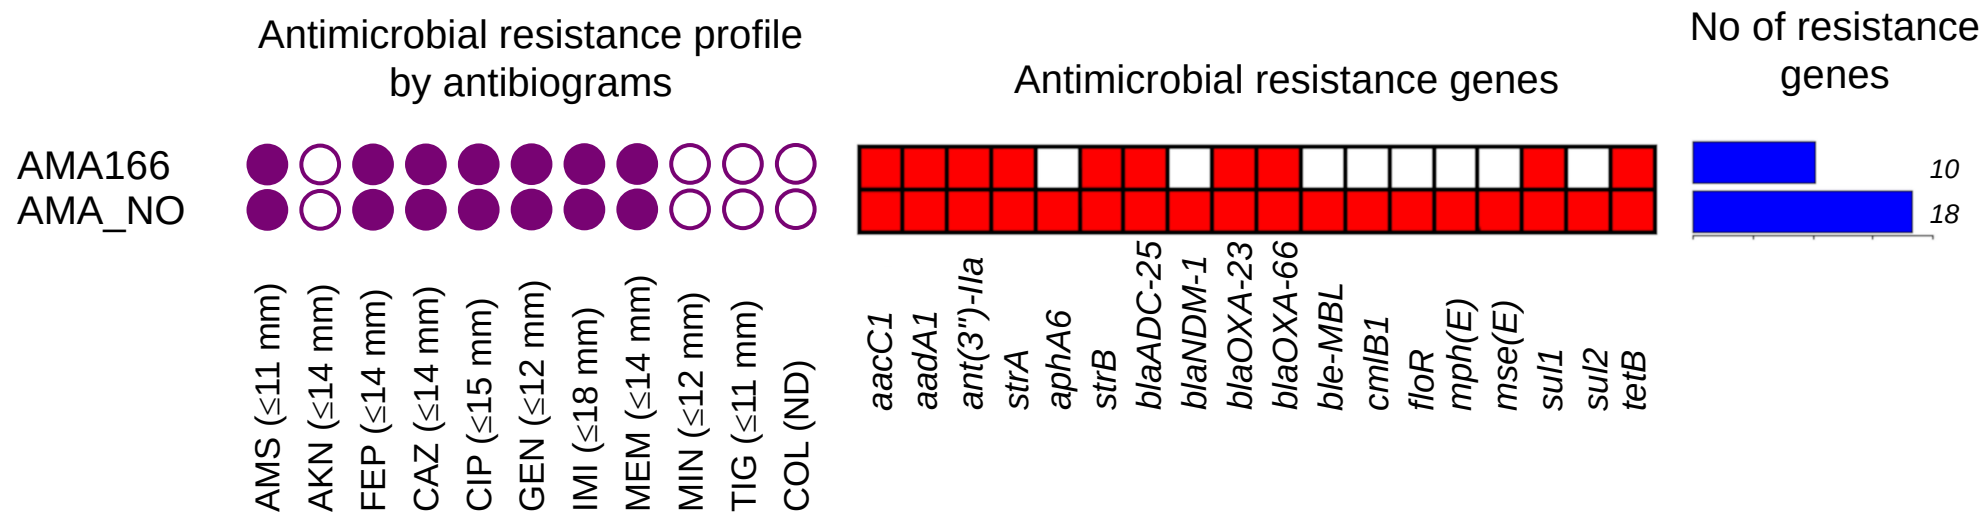 Antimicrobial resistance profile
by antibiograms
Antimicrobial resistance genes
No of resistance
genes
AMA166
AMA_NO
10
18
AMS (≤11 mm)
AKN (≤14 mm)
FEP (≤14 mm)
CAZ (≤14 mm)
CIP (≤15 mm)
GEN (≤12 mm)
IMI (≤18 mm)
MEM (≤14 mm)
MIN (≤12 mm)
TIG (≤11 mm)
COL (ND)
aacC1
aadA1
ant(3")-IIa
strA
aphA6
strB
blaADC-25
blaNDM-1
blaOXA-23
blaOXA-66
ble-MBL
cmlB1
floR
mph(E)
mse(E)
sul1
sul2
tetB